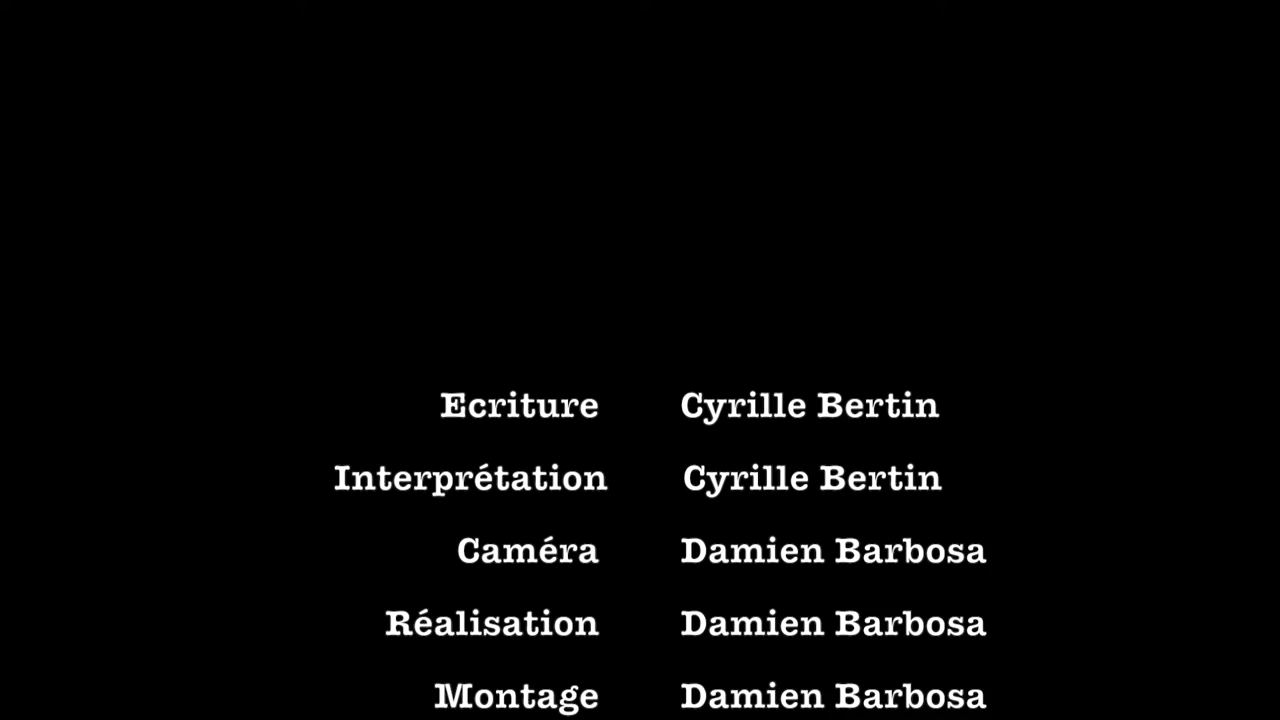 Ecriture Cyrille Bertin
Interprétation Cyrille Bertin
Caméra Damien Barbosa
Réalisation Damien Barbosa
Montage Damien Barbosa